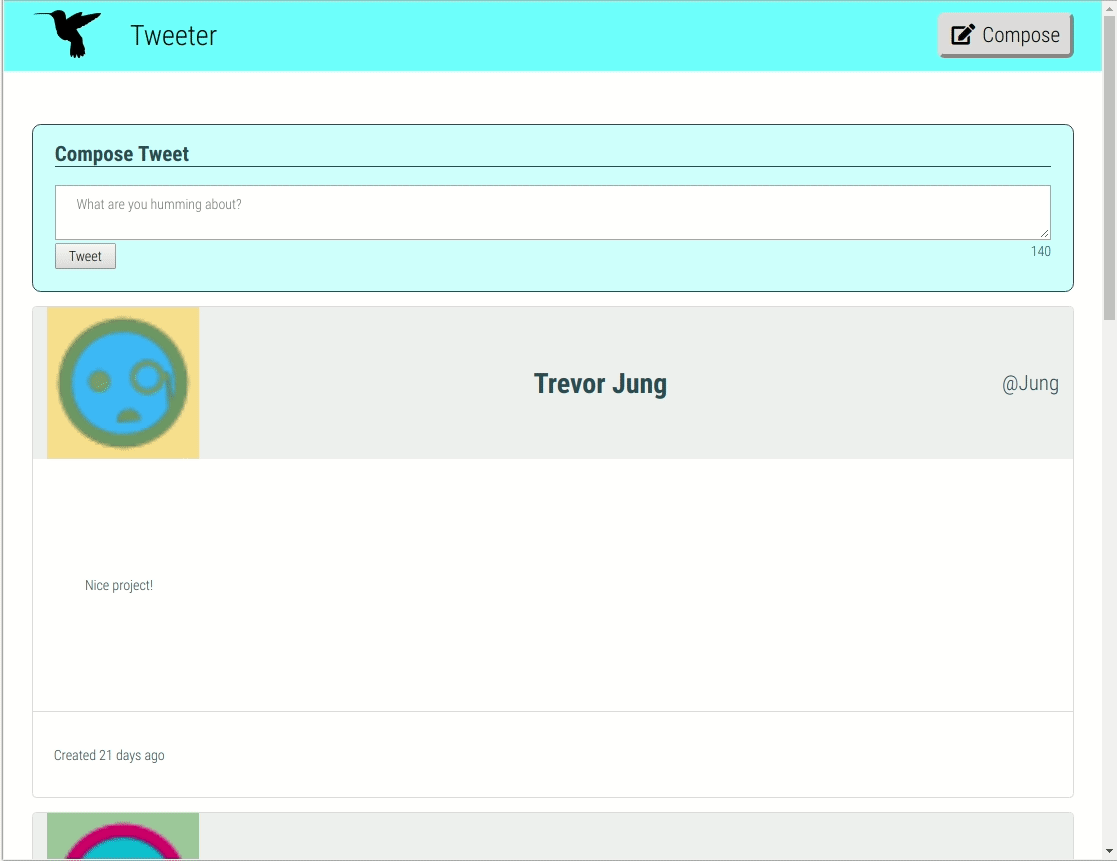 Tweeter
Compose
Compose Tweet
What are you humming about?
Tweet
140
Trevor Jung
@Jung
Nice project!
Created 21 days ago